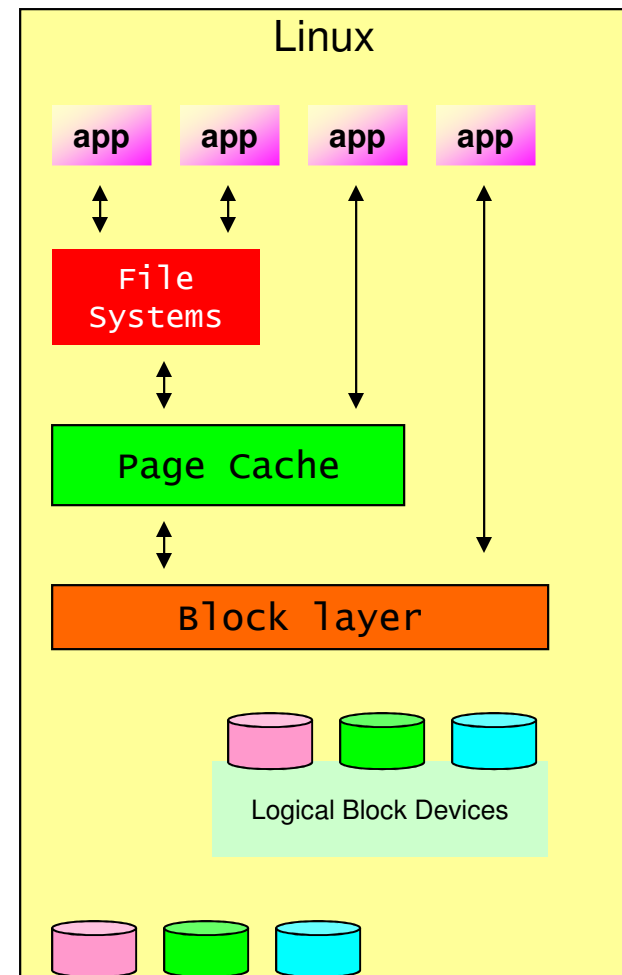 Linux
app app app app
File
Systems
Page Cache
Block layer
Logical Block Devices